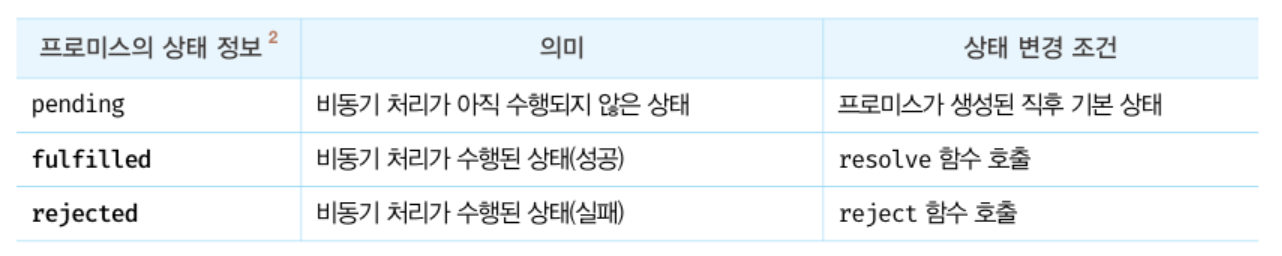 프로미스의 상태 정보 2 의미 상태 변경 조건
pending 비동기 처리가 아직 수행되지 않은 상태 프로미스가 생성된 직후 기본 상태
fulfilled 비동기 처리가 수행된 상태(성공) resolve 함수 호출
rejected 비동기 처리가 수행된 상태(실패) reject 함수 호출